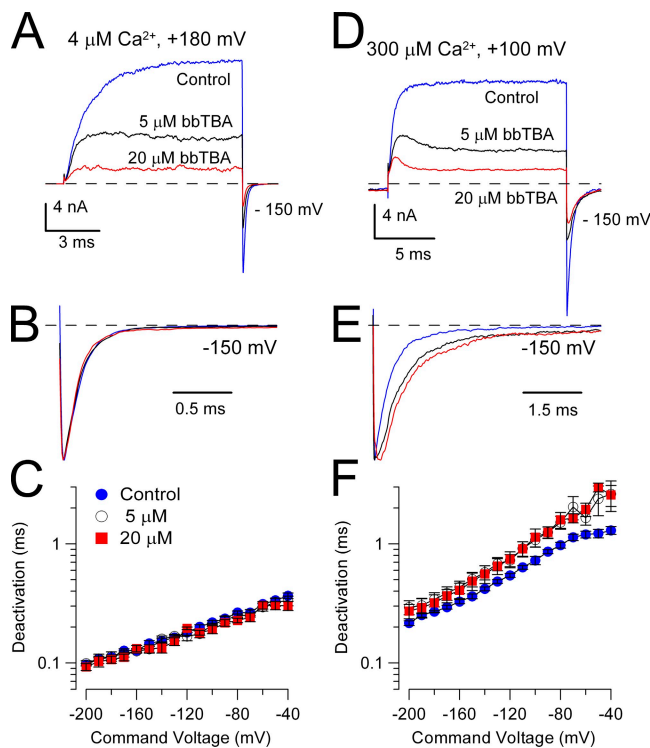 A
4 μM Ca²⁺, +180 mV
Control
5 μM bbTBA
20 μM bbTBA
- 150 mV
4 nA
3 ms
D
300 μM Ca²⁺, +100 mV
Control
5 μM bbTBA
20 μM bbTBA
- 150 mV
4 nA
5 ms
B
-150 mV
0.5 ms
E
-150 mV
1.5 ms
C
Control
5 μM
20 μM
Deactivation (ms)
1
0.1
-200 -160 -120 -80 -40
Command Voltage (mV)
F
Deactivation (ms)
1
0.1
-200 -160 -120 -80 -40
Command Voltage (mV)